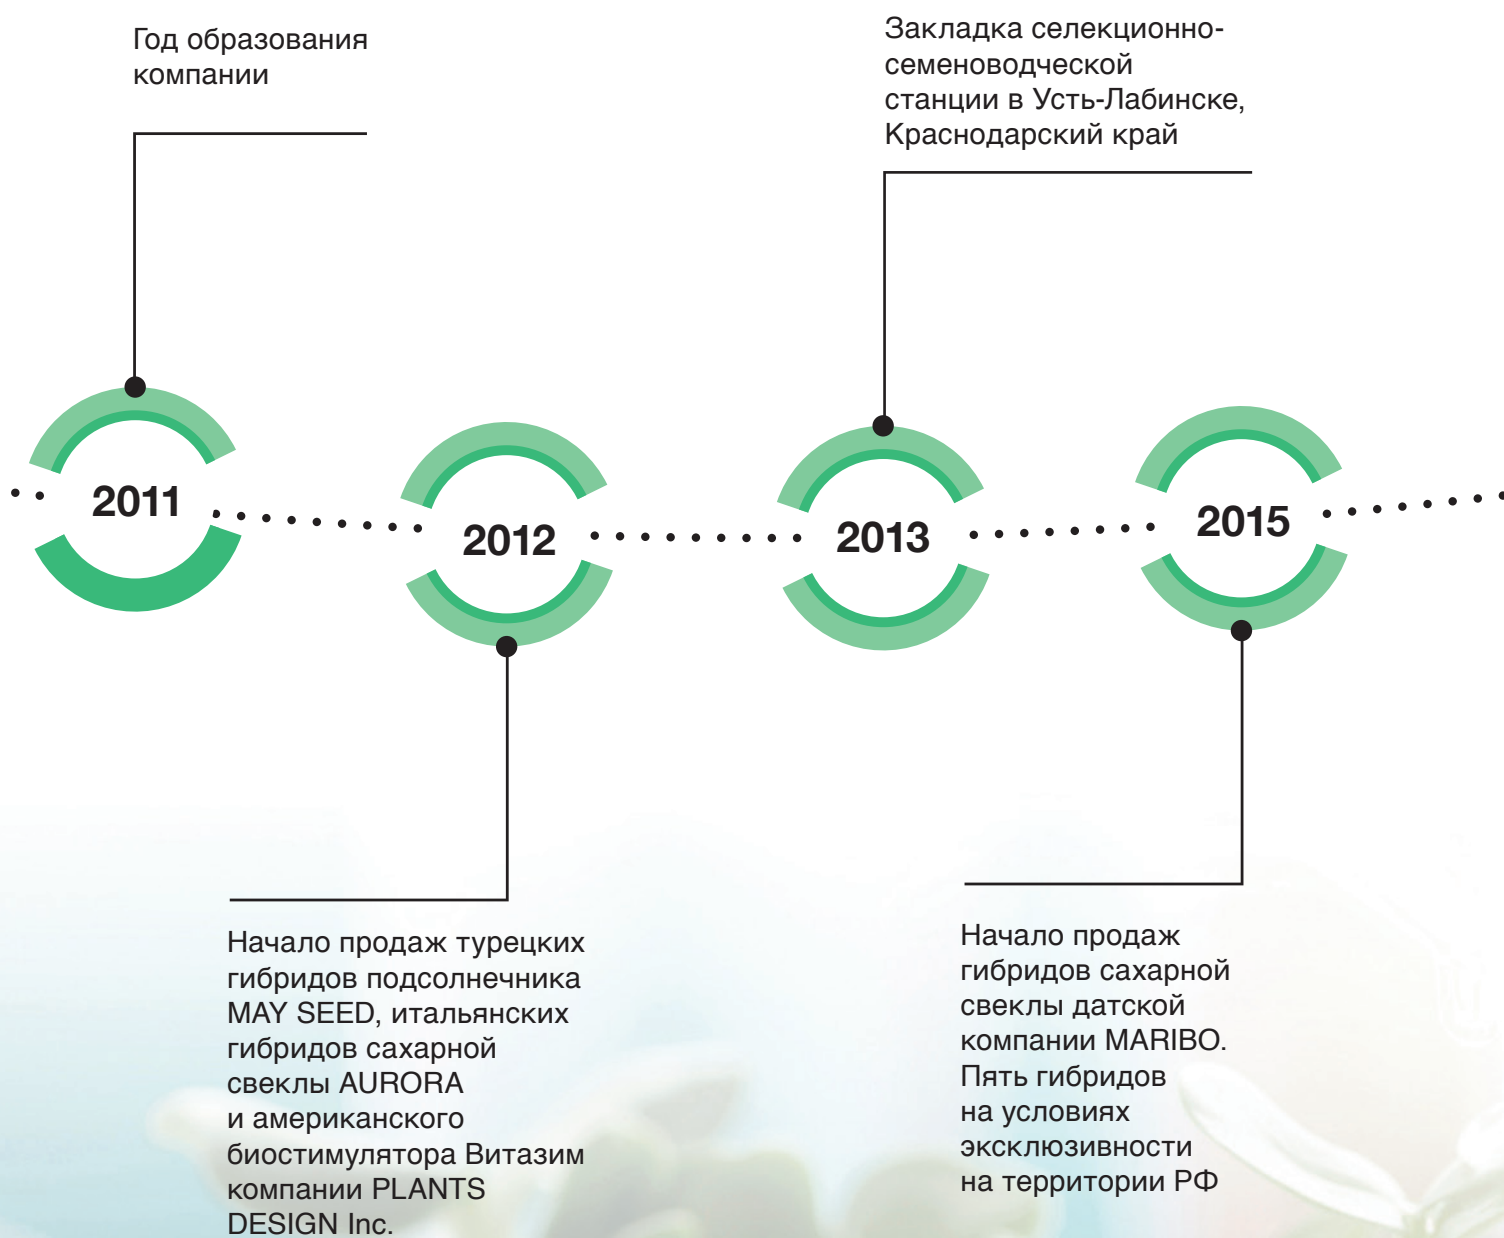 Год образования
компании
Закладка селекционно-
семеноводческой
станции в Усть-Лабинске,
Краснодарский край
2011
2012
2013
2015
Начало продаж турецких
гибридов подсолнечника
MAY SEED, итальянских
гибридов сахарной
свеклы AURORA
и американского
биостимулятора Витазим
компании PLANTS
DESIGN Inc.
Начало продаж
гибридов сахарной
свеклы датской
компании MARIBO.
Пять гибридов
на условиях
эксклюзивности
на территории РФ